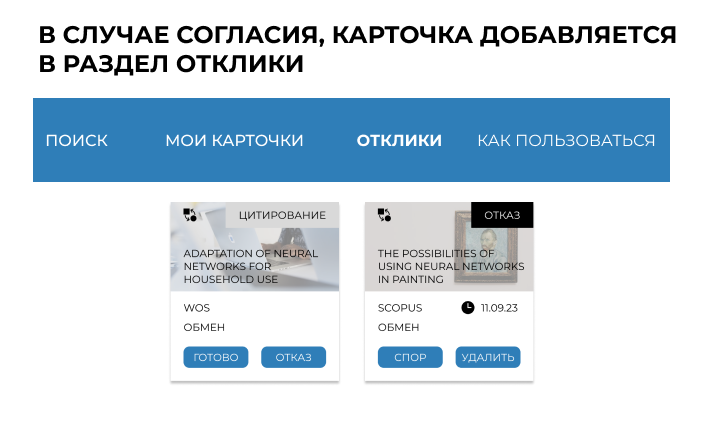 В СЛУЧАЕ СОГЛАСИЯ, КАРТОЧКА ДОБАВЛЯЕТСЯ
В РАЗДЕЛ ОТКЛИКИ
ПОИСК МОИ КАРТОЧКИ ОТКЛИКИ КАК ПОЛЬЗОВАТЬСЯ
ЦИТИРОВАНИЕ
ADAPTATION OF NEURAL
NETWORKS FOR
HOUSEHOLD USE
WOS
ОБМЕН
ГОТОВО ОТКАЗ
ОТКАЗ
THE POSSIBILITIES OF
USING NEURAL NETWORKS
IN PAINTING
SCOPUS 11.09.23
ОБМЕН
СПОР УДАЛИТЬ